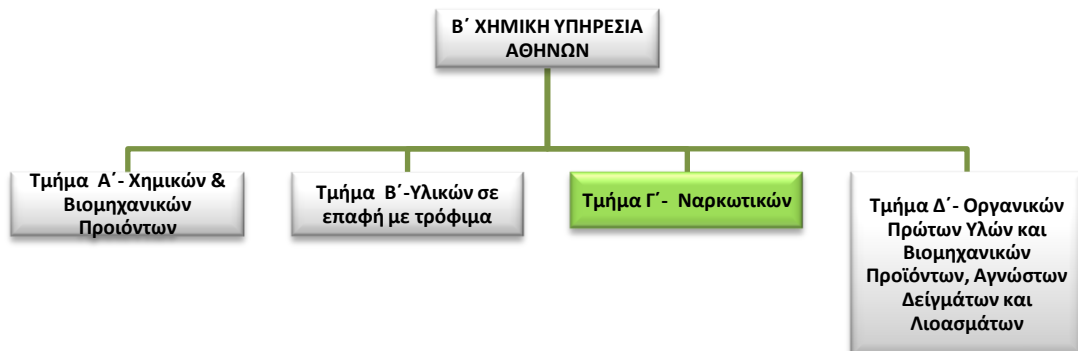 Β΄ ΧΗΜΙΚΗ ΥΠΗΡΕΣΙΑ
ΑΘΗΝΩΝ
Τμήμα Α΄- Χημικών &
Βιομηχανικών
Προιόντων
Τμήμα Β΄-Υλικών σε
επαφή με τρόφιμα
Τμήμα Γ΄- Ναρκωτικών
Τμήμα Δ΄- Οργανικών
Πρώτων Υλών και
Βιομηχανικών
Προϊόντων, Αγνώστων
Δείγμάτων και
Λιοασμάτων